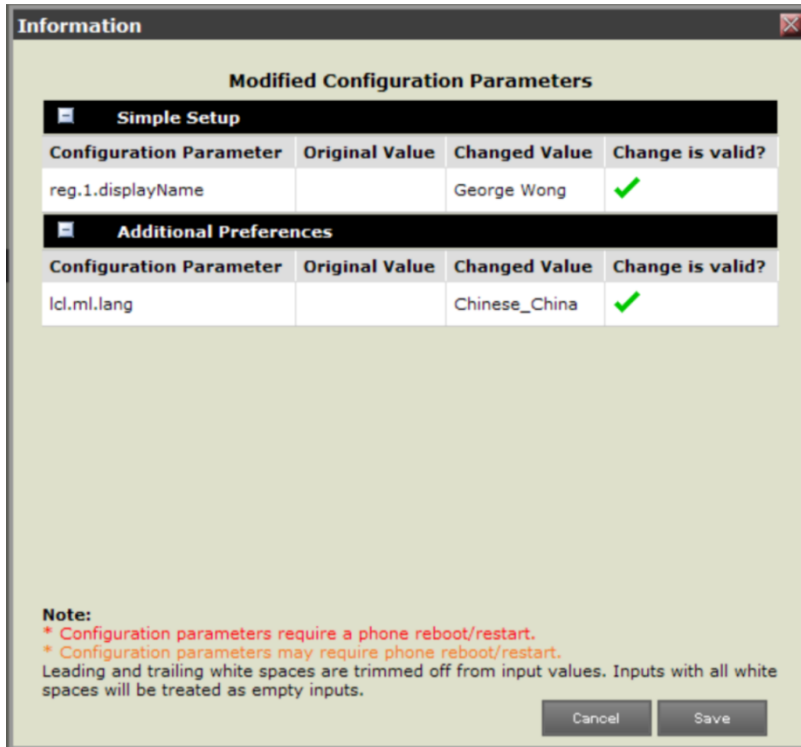 Information
Modified Configuration Parameters
Simple Setup
Configuration Parameter Original Value Changed Value Change is valid?
reg.1.displayName George Wong
Additional Preferences
Configuration Parameter Original Value Changed Value Change is valid?
lcl.ml.lang Chinese_China
Note:
* Configuration parameters require a phone reboot/restart.
* Configuration parameters may require phone reboot/restart.
Leading and trailing white spaces are trimmed off from input values. Inputs with all white
spaces will be treated as empty inputs.
Cancel Save